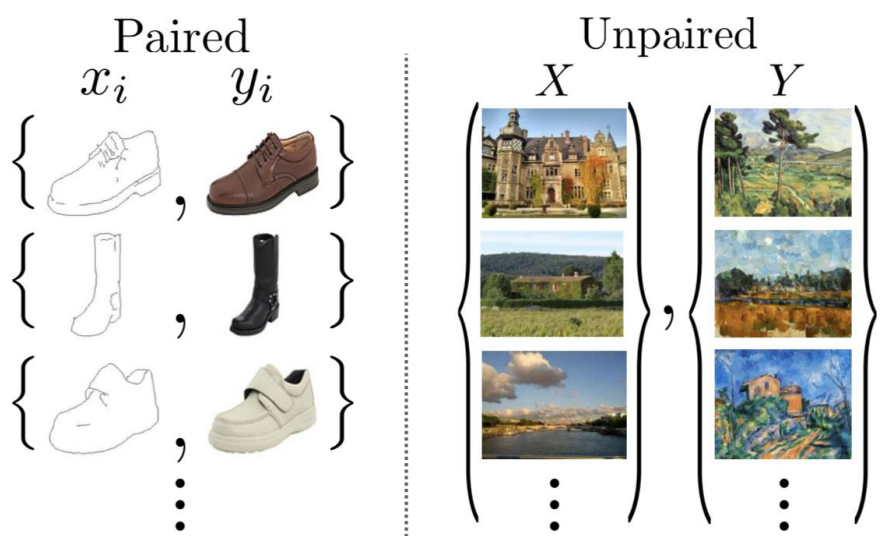 Paired
x_i y_i
{ , }
{ , }
{ , }
⋮
Unpaired
X Y
{ , }
⋮ ⋮